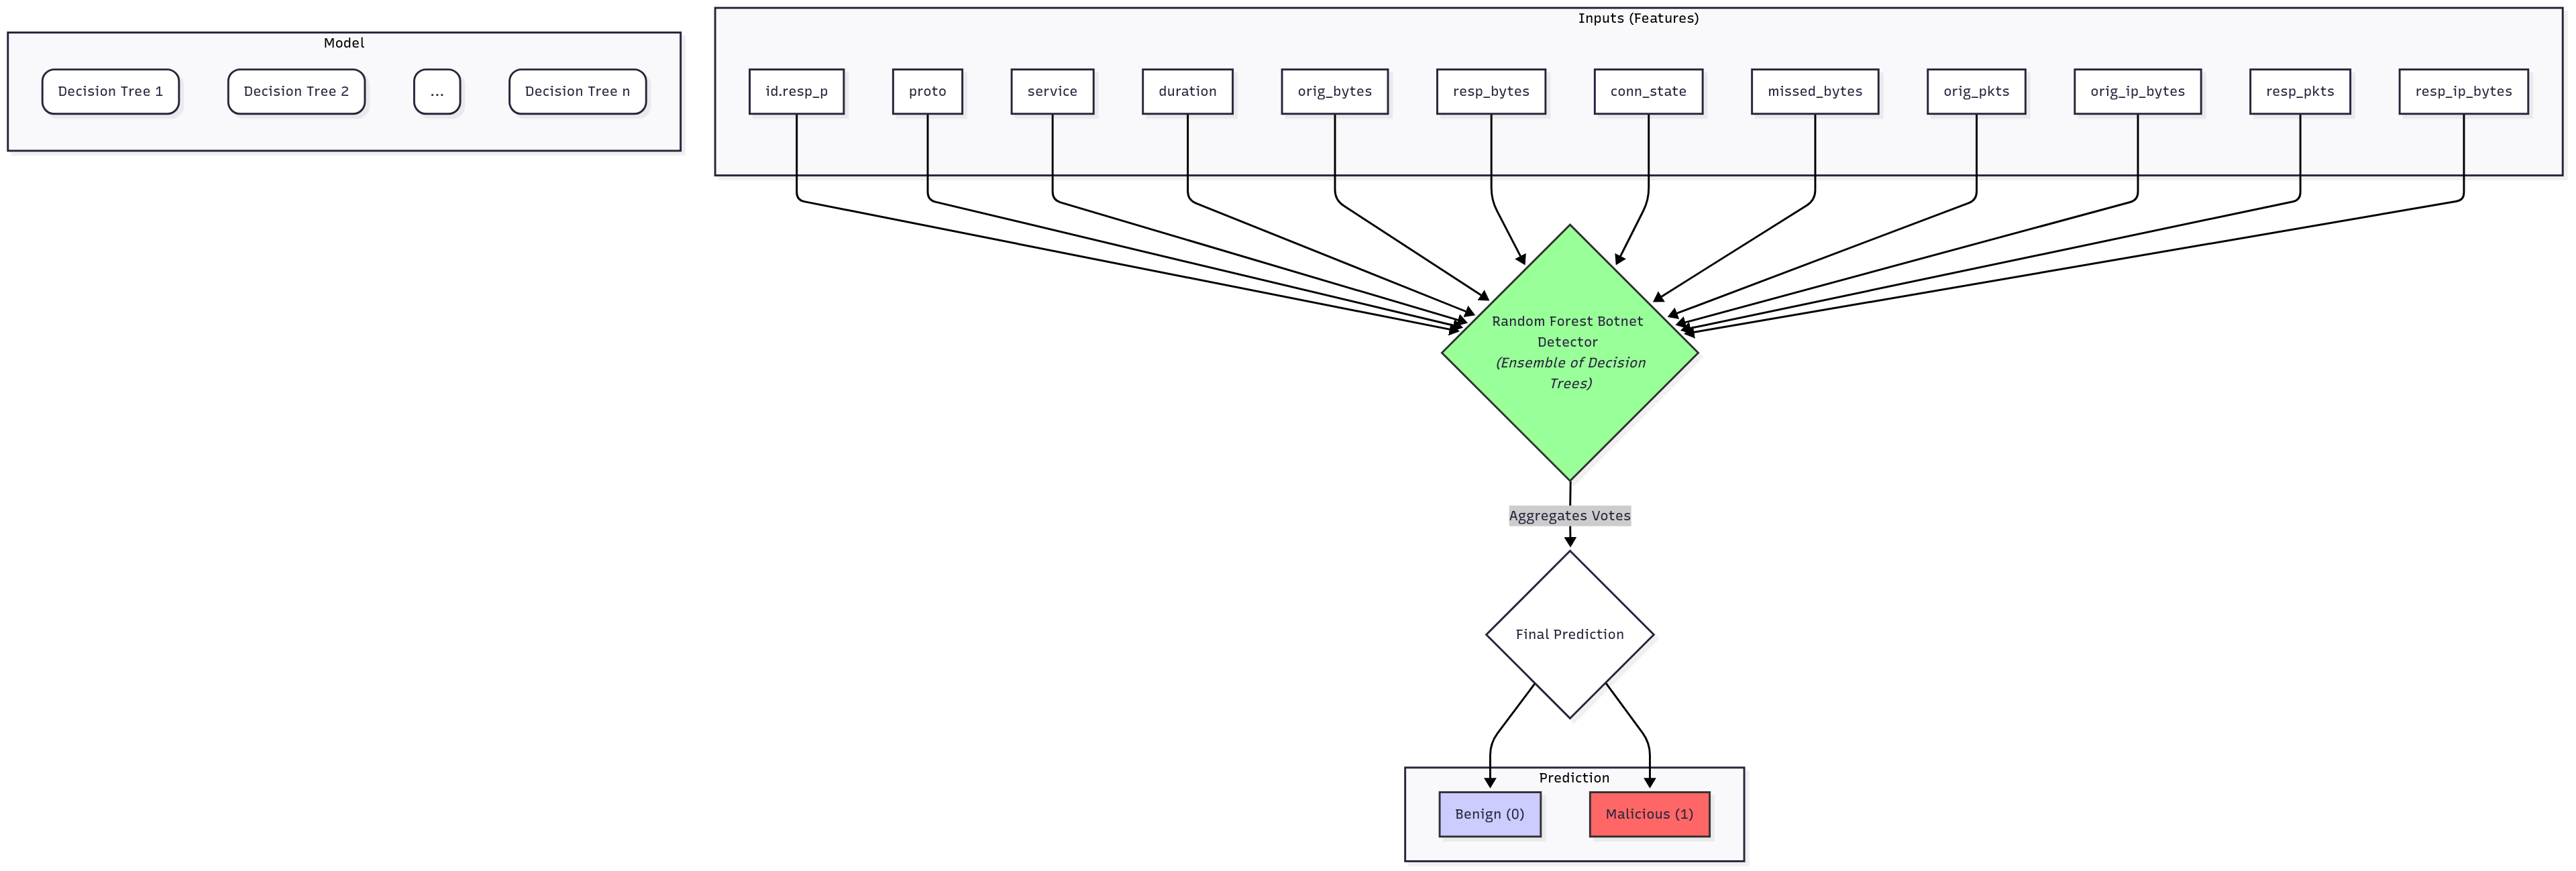 Model
Decision Tree 1
Decision Tree 2
...
Decision Tree n
Inputs (Features)
id.resp_p
proto
service
duration
orig_bytes
resp_bytes
conn_state
missed_bytes
orig_pkts
orig_ip_bytes
resp_pkts
resp_ip_bytes
Random Forest Botnet
Detector
(Ensemble of Decision
Trees)
Aggregates Votes
Final Prediction
Prediction
Benign (0)
Malicious (1)